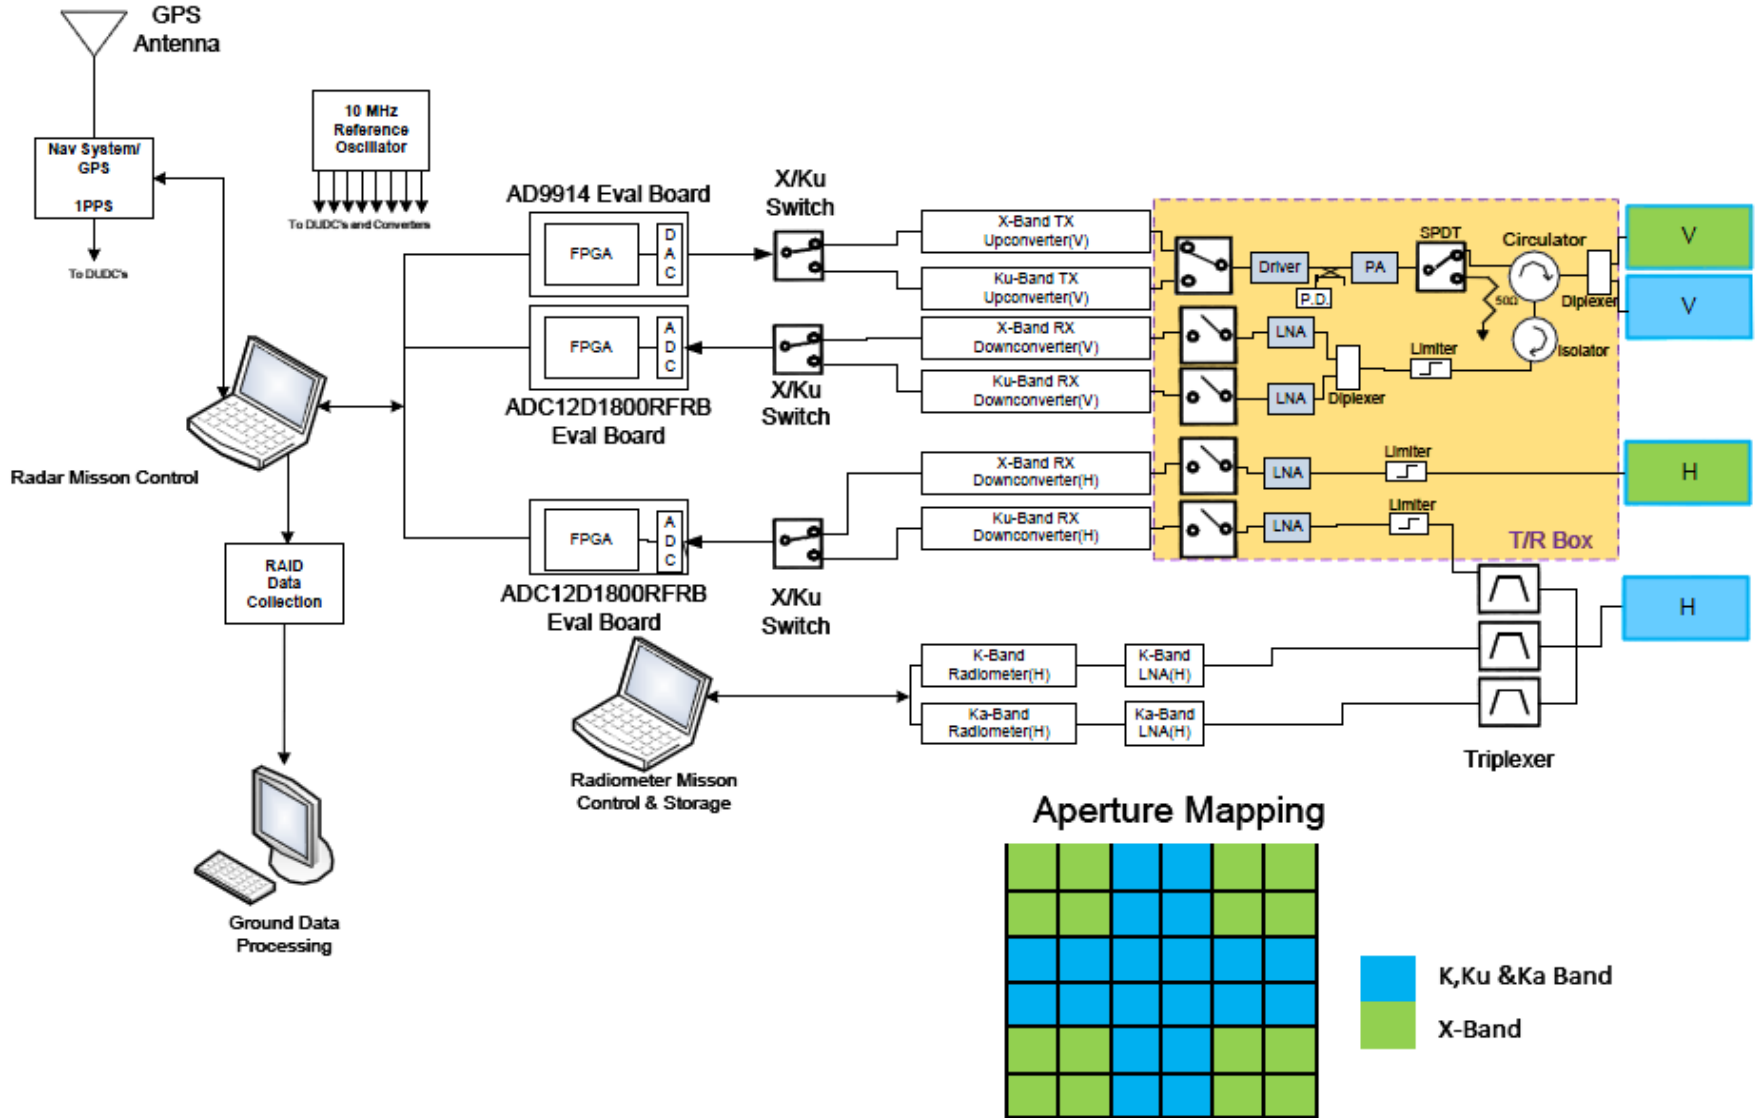 GPS
Antenna
10 MHz
Reference
Oscillator
Nav System/
GPS
1PPS
To DUDC's
To DUDC's and Converters
AD9914 Eval Board
FPGA
D
A
C
X/Ku
Switch
FPGA
A
D
C
ADC12D1800RFRB
Eval Board
X/Ku
Switch
FPGA
A
D
C
ADC12D1800RFRB
Eval Board
X/Ku
Switch
X-Band TX
Upconverter(V)
Ku-Band TX
Upconverter(V)
X-Band RX
Downconverter(V)
Ku-Band RX
Downconverter(V)
X-Band RX
Downconverter(H)
Ku-Band RX
Downconverter(H)
Driver
P.D.
PA
SPDT
50Ω
Circulator
Diplexer
Isolator
LNA
LNA
Diplexer
Limiter
LNA
Limiter
LNA
Limiter
T/R Box
V
V
H
H
Radar Misson Control
RAID
Data
Collection
Ground Data
Processing
Radiometer Misson
Control & Storage
K-Band
Radiometer(H)
K-Band
LNA(H)
Ka-Band
Radiometer(H)
Ka-Band
LNA(H)
Triplexer
Aperture Mapping
K,Ku &Ka Band
X-Band